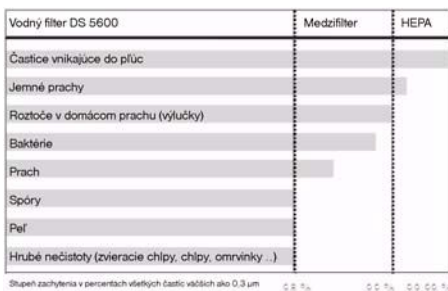 Vodný filter DS 5600 Medzifilter HEPA
Častice vnikajúce do pľúc
Jemné prachy
Roztoče v domácom prachu (výlučky)
Baktérie
Prach
Spóry
Peľ
Hrubé nečistoty (zvieracie chlpy, chlpy, omrvinky ..)
Stupeň zachytenia v percentach všetkých častíc väčších ako 0,3 µm